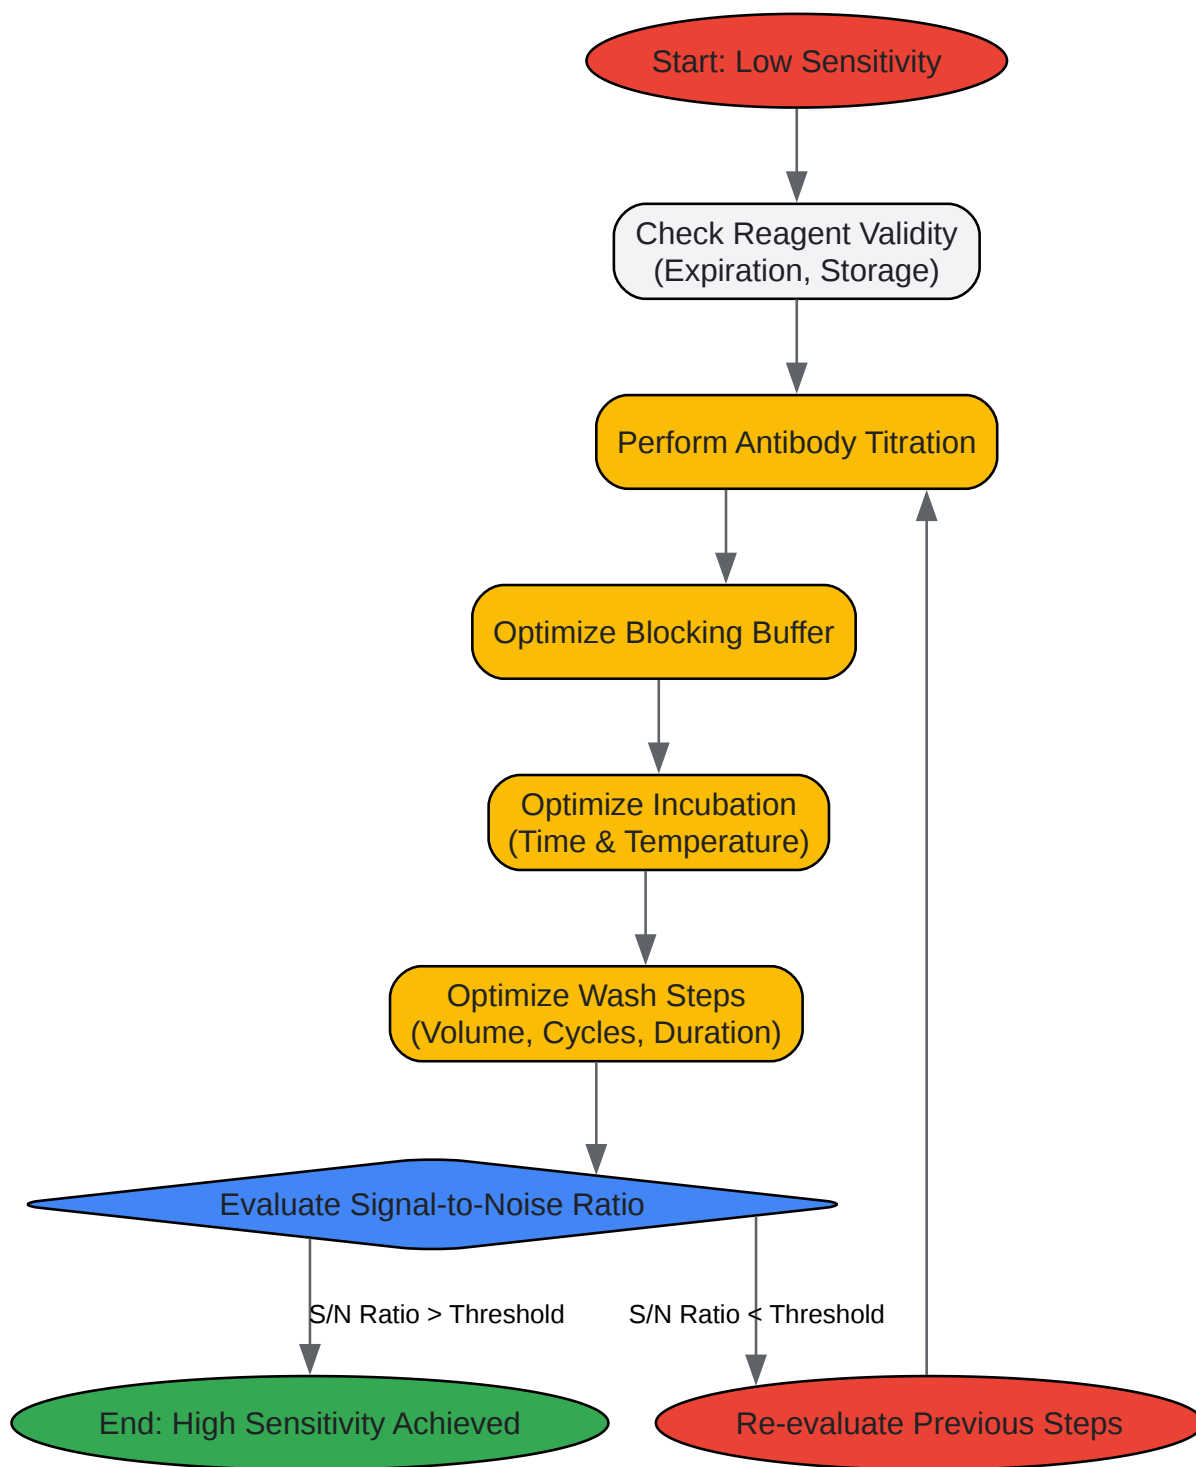 Start: Low Sensitivity
Check Reagent Validity
(Expiration, Storage)
Perform Antibody Titration
Optimize Blocking Buffer
Optimize Incubation
(Time & Temperature)
Optimize Wash Steps
(Volume, Cycles, Duration)
Evaluate Signal-to-Noise Ratio
S/N Ratio > Threshold
S/N Ratio < Threshold
End: High Sensitivity Achieved
Re-evaluate Previous Steps